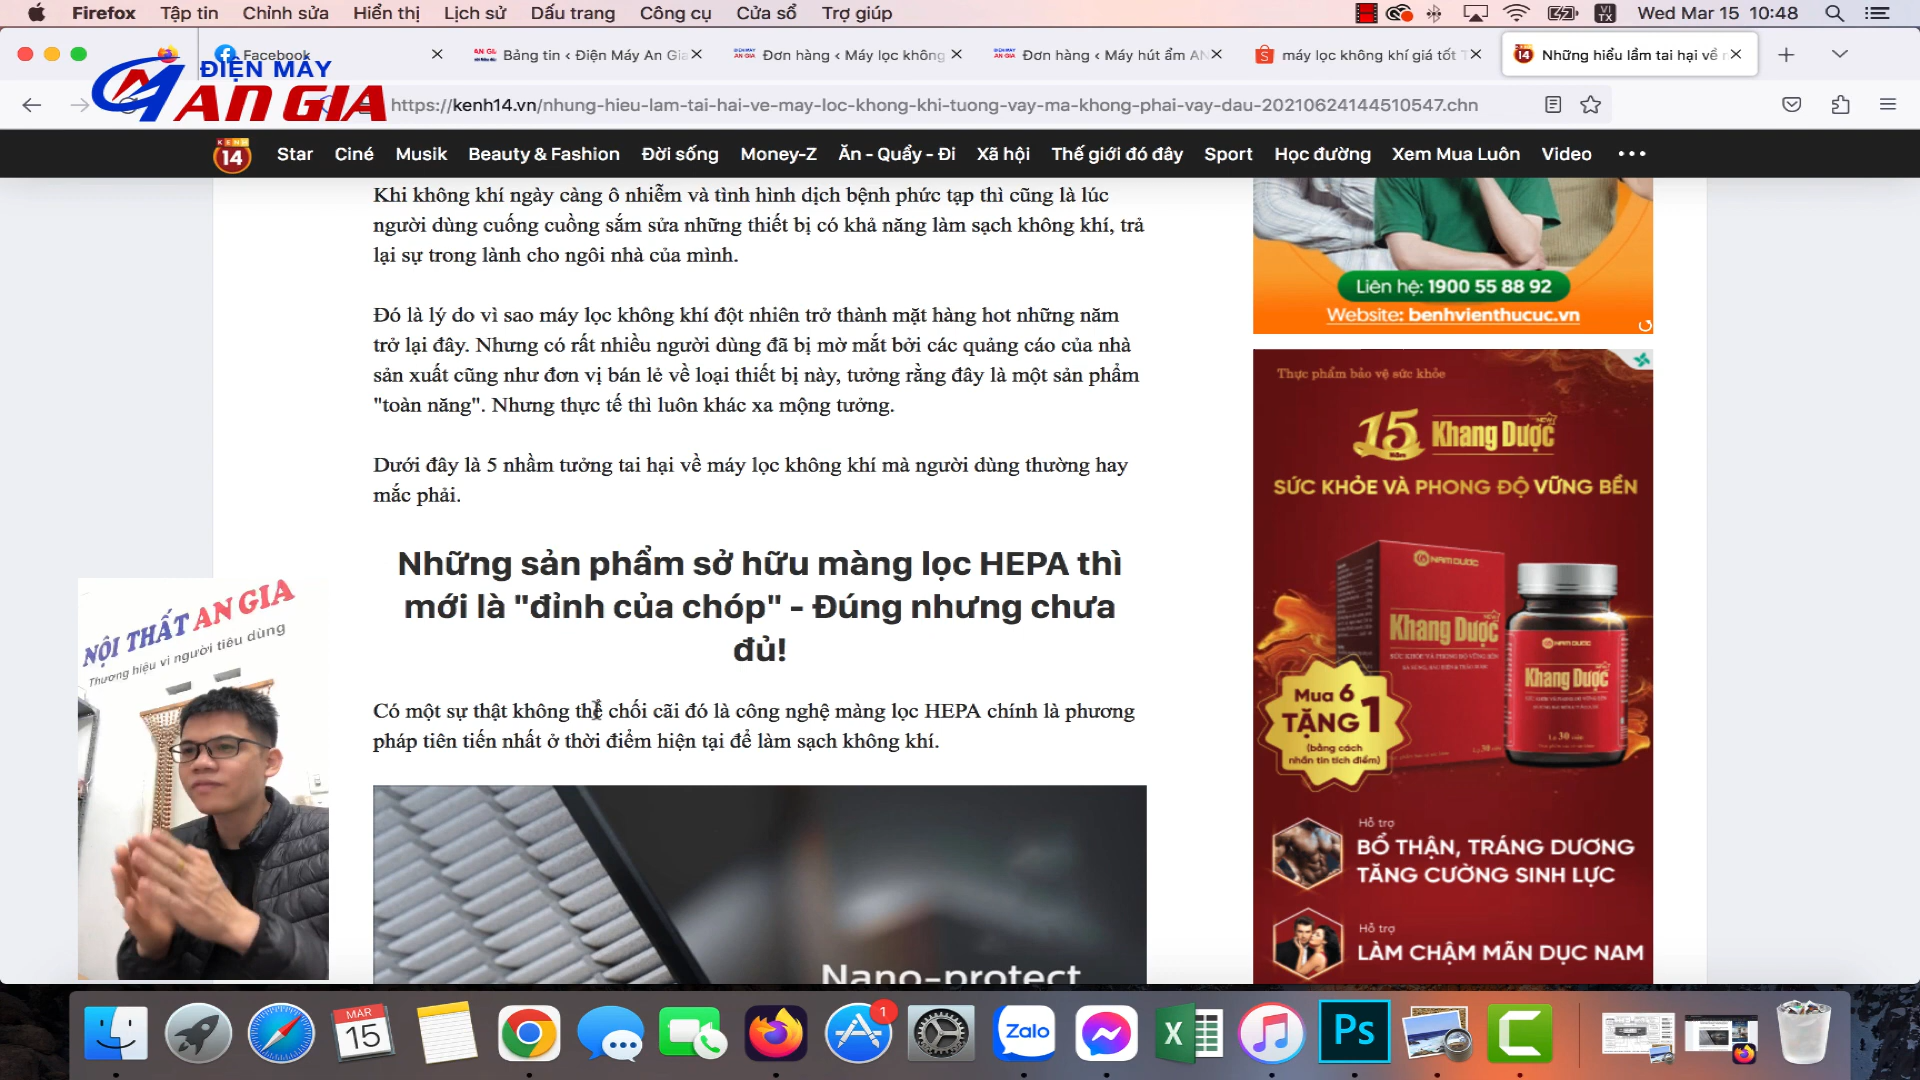 Firefox Tập tin Chỉnh sửa Hiển thị Lịch sử Dấu trang Công cụ Cửa sổ Trợ giúp VI TX Wed Mar 15 10:48
Facebook
Bảng tin ‹ Điện Máy An Gia
Đơn hàng ‹ Máy lọc không
Đơn hàng ‹ Máy hút ẩm AN
máy lọc không khí giá tốt T
Những hiểu lầm tai hại về
ĐIỆN MÁY
AN GIA
https://kenh14.vn/nhung-hieu-lam-tai-hai-ve-may-loc-khong-khi-tuong-vay-ma-khong-phai-vay-dau-20210624144510547.chn
KENH 14 Star Ciné Musik Beauty & Fashion Đời sống Money-Z Ăn - Quẩy - Đi Xã hội Thế giới đó đây Sport Học đường Xem Mua Luôn Video •••
Khi không khí ngày càng ô nhiễm và tình hình dịch bệnh phức tạp thì cũng là lúc
người dùng cuống cuồng sắm sửa những thiết bị có khả năng làm sạch không khí, trả
lại sự trong lành cho ngôi nhà của mình.
Đó là lý do vì sao máy lọc không khí đột nhiên trở thành mặt hàng hot những năm
trở lại đây. Nhưng có rất nhiều người dùng đã bị mờ mắt bởi các quảng cáo của nhà
sản xuất cũng như đơn vị bán lẻ về loại thiết bị này, tưởng rằng đây là một sản phẩm
"toàn năng". Nhưng thực tế thì luôn khác xa mộng tưởng.
Dưới đây là 5 nhầm tưởng tai hại về máy lọc không khí mà người dùng thường hay
mắc phải.
Những sản phẩm sở hữu màng lọc HEPA thì
mới là "đỉnh của chóp" - Đúng nhưng chưa
đủ!
Có một sự thật không thể chối cãi đó là công nghệ màng lọc HEPA chính là phương
pháp tiên tiến nhất ở thời điểm hiện tại để làm sạch không khí.
Nano-protect
NỘI THẤT AN GIA
Thương hiệu vì người tiêu dùng
Liên hệ: 1900 55 88 92
Website: benhvienthucuc.vn
Thực phẩm bảo vệ sức khỏe
15 Năm Khang Dược NEW
SỨC KHỎE VÀ PHONG ĐỘ VỮNG BỀN
NAM DƯỢC
Khang Dược
NAM DƯỢC
Khang Dược
Lọ 30 viên
Mua 6
TẶNG 1
(bằng cách
nhắn tin tích điểm)
Hỗ trợ
BỔ THẬN, TRÁNG DƯƠNG
TĂNG CƯỜNG SINH LỰC
Hỗ trợ
LÀM CHẬM MÃN DỤC NAM
MAR
15
1
Zalo
X
Ps